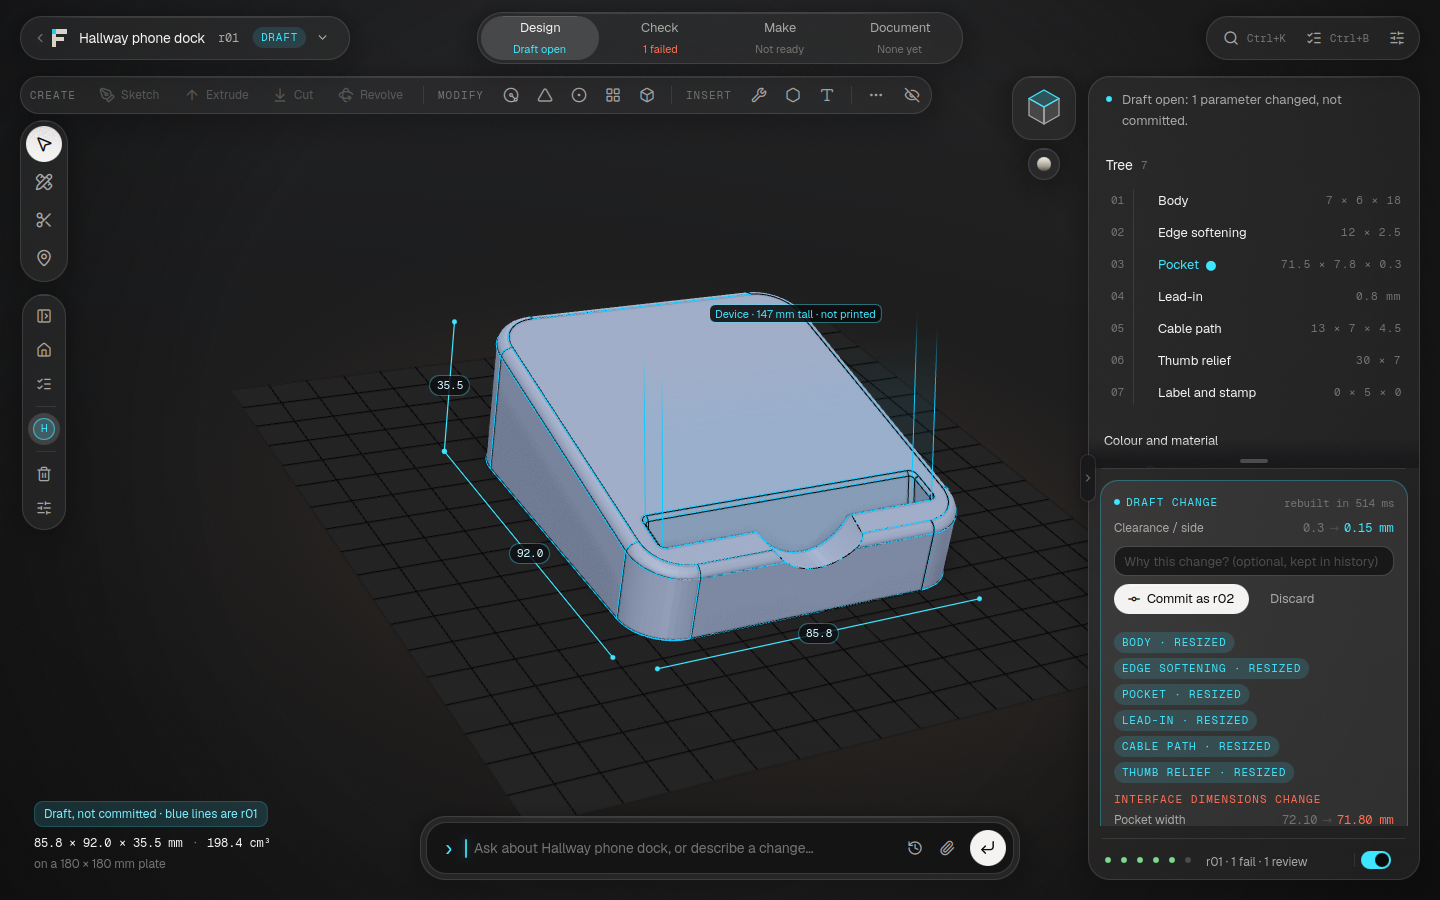 Hallway phone dock r01 DRAFT
Design
Draft open
Check
1 failed
Make
Not ready
Document
None yet
Ctrl+K
Ctrl+B
CREATE Sketch Extrude Cut Revolve MODIFY INSERT
Draft open: 1 parameter changed, not
committed.
Tree 7
01 Body 7 × 6 × 18
02 Edge softening 12 × 2.5
03 Pocket 71.5 × 7.8 × 0.3
04 Lead-in 0.8 mm
05 Cable path 13 × 7 × 4.5
06 Thumb relief 30 × 7
07 Label and stamp 0 × 5 × 0
Colour and material
Device · 147 mm tall · not printed
35.5
92.0
85.8
H
DRAFT CHANGE rebuilt in 514 ms
Clearance / side 0.3 → 0.15 mm
Why this change? (optional, kept in history)
Commit as r02 Discard
BODY · RESIZED
EDGE SOFTENING · RESIZED
POCKET · RESIZED
LEAD-IN · RESIZED
CABLE PATH · RESIZED
THUMB RELIEF · RESIZED
INTERFACE DIMENSIONS CHANGE
Pocket width 72.10 → 71.80 mm
r01 · 1 fail · 1 review
Draft, not committed · blue lines are r01
85.8 × 92.0 × 35.5 mm · 198.4 cm³
on a 180 × 180 mm plate
Ask about Hallway phone dock, or describe a change...